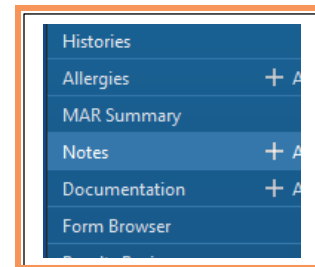 Histories
Allergies + A
MAR Summary
Notes + A
Documentation + A
Form Browser